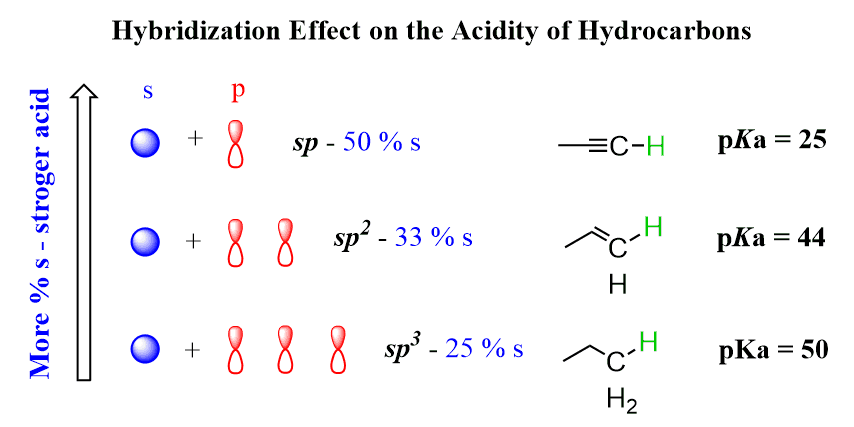 Hybridization Effect on the Acidity of Hydrocarbons
More % s - stroger acid
s p
+ sp - 50 % s C-H pKa = 25
+ sp² - 33 % s C H pKa = 44
H
+ sp³ - 25 % s C H pKa = 50
H₂